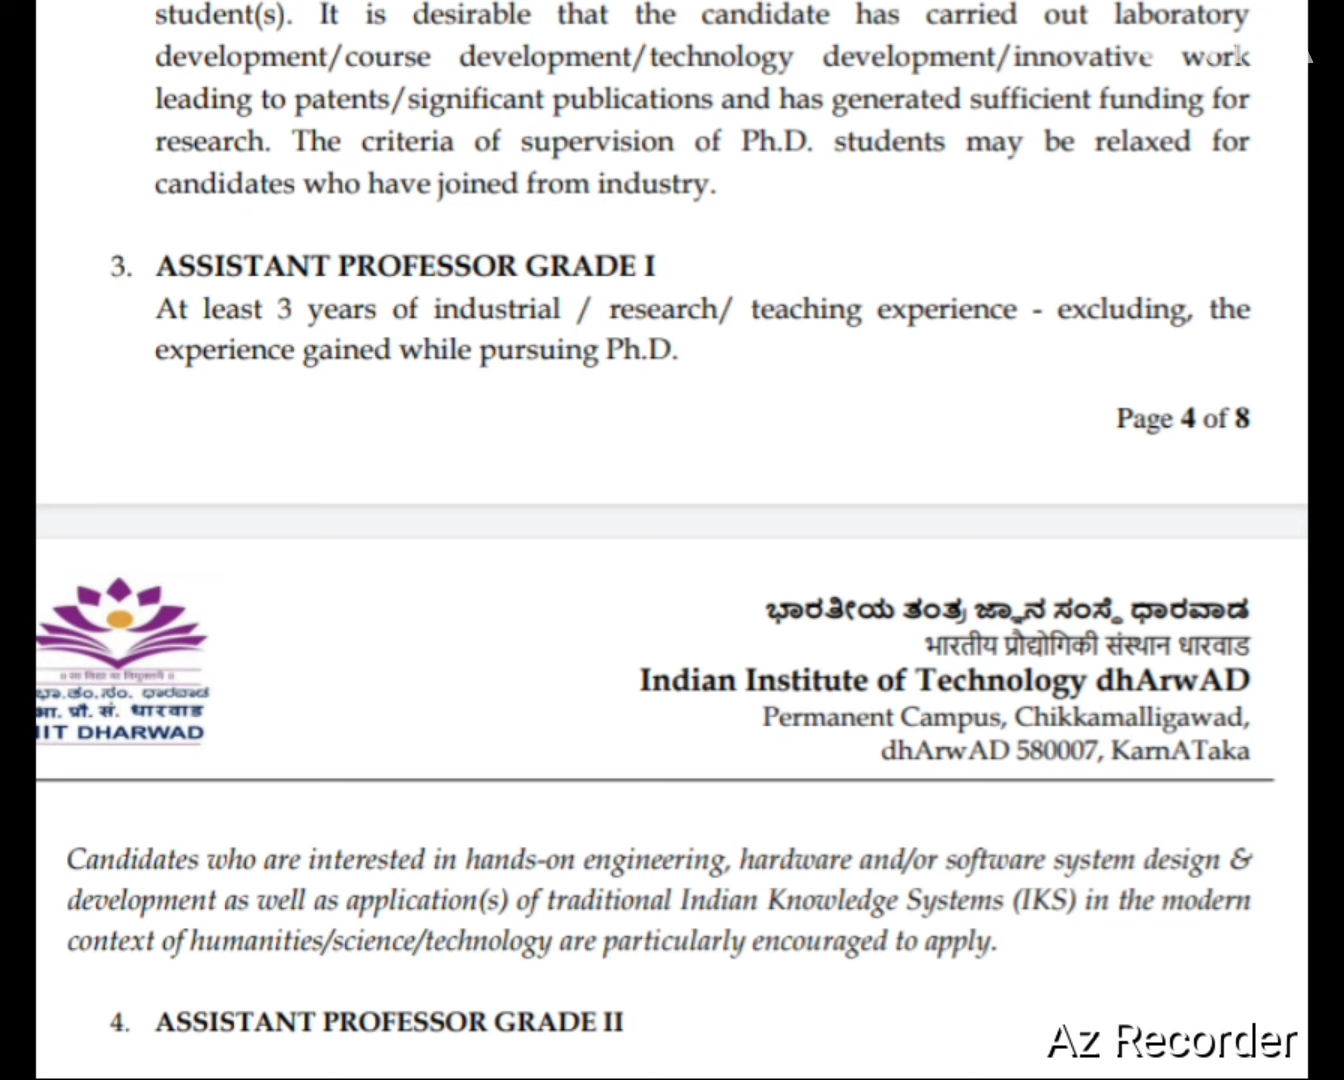 student(s). It is desirable that the candidate has carried out laboratory
development/course development/technology development/innovative work
leading to patents/significant publications and has generated sufficient funding for
research. The criteria of supervision of Ph.D. students may be relaxed for
candidates who have joined from industry.
3. ASSISTANT PROFESSOR GRADE I
At least 3 years of industrial / research/ teaching experience - excluding, the
experience gained while pursuing Ph.D.
Page 4 of 8
ಭಾರತೀಯ ತಂತ್ರಜ್ಞಾನ ಸಂಸ್ಥೆ ಧಾರವಾಡ
भारतीय प्रौद्योगिकी संस्थान धारवाड
Indian Institute of Technology dhArwAD
Permanent Campus, Chikkamalligawad,
dhArwAD 580007, KarnATaka
ಭಾ.ತಂ.ಸಂ. ಧಾರವಾಡ
भा. प्रौ. सं. धारवाड
IIT DHARWAD
Candidates who are interested in hands-on engineering, hardware and/or software system design &
development as well as application(s) of traditional Indian Knowledge Systems (IKS) in the modern
context of humanities/science/technology are particularly encouraged to apply.
4. ASSISTANT PROFESSOR GRADE II
Az Recorder